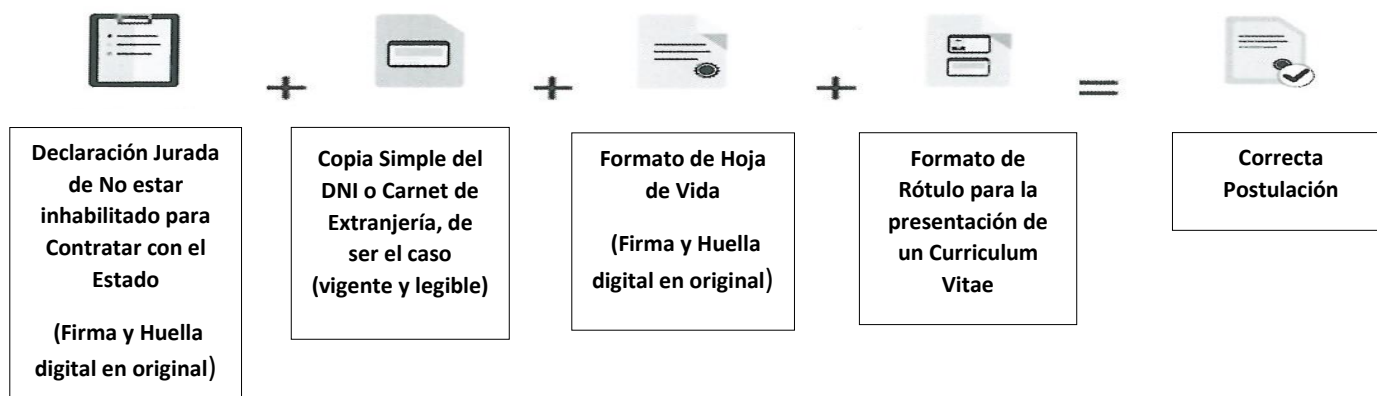 + + + =
Declaración Jurada
de No estar
inhabilitado para
Contratar con el
Estado
(Firma y Huella
digital en original)
Copia Simple del
DNI o Carnet de
Extranjería, de
ser el caso
(vigente y legible)
Formato de Hoja
de Vida
(Firma y Huella
digital en original)
Formato de
Rótulo para la
presentación de
un Curriculum
Vitae
Correcta
Postulación